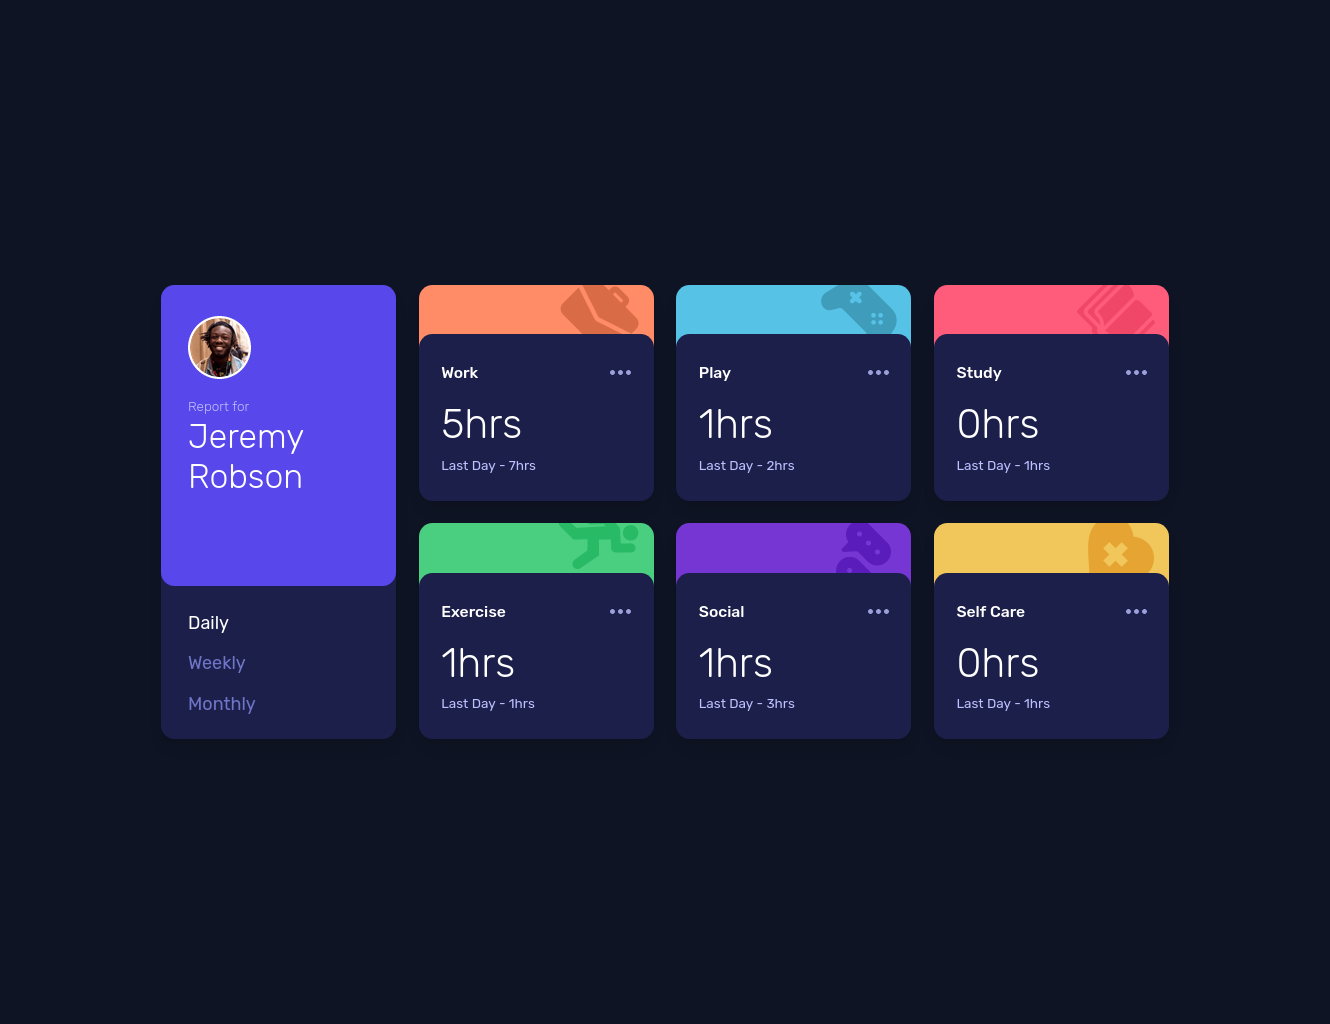 Report for
Jeremy
Robson
Daily
Weekly
Monthly
Work
5hrs
Last Day - 7hrs
Play
1hrs
Last Day - 2hrs
Study
0hrs
Last Day - 1hrs
Exercise
1hrs
Last Day - 1hrs
Social
1hrs
Last Day - 3hrs
Self Care
0hrs
Last Day - 1hrs